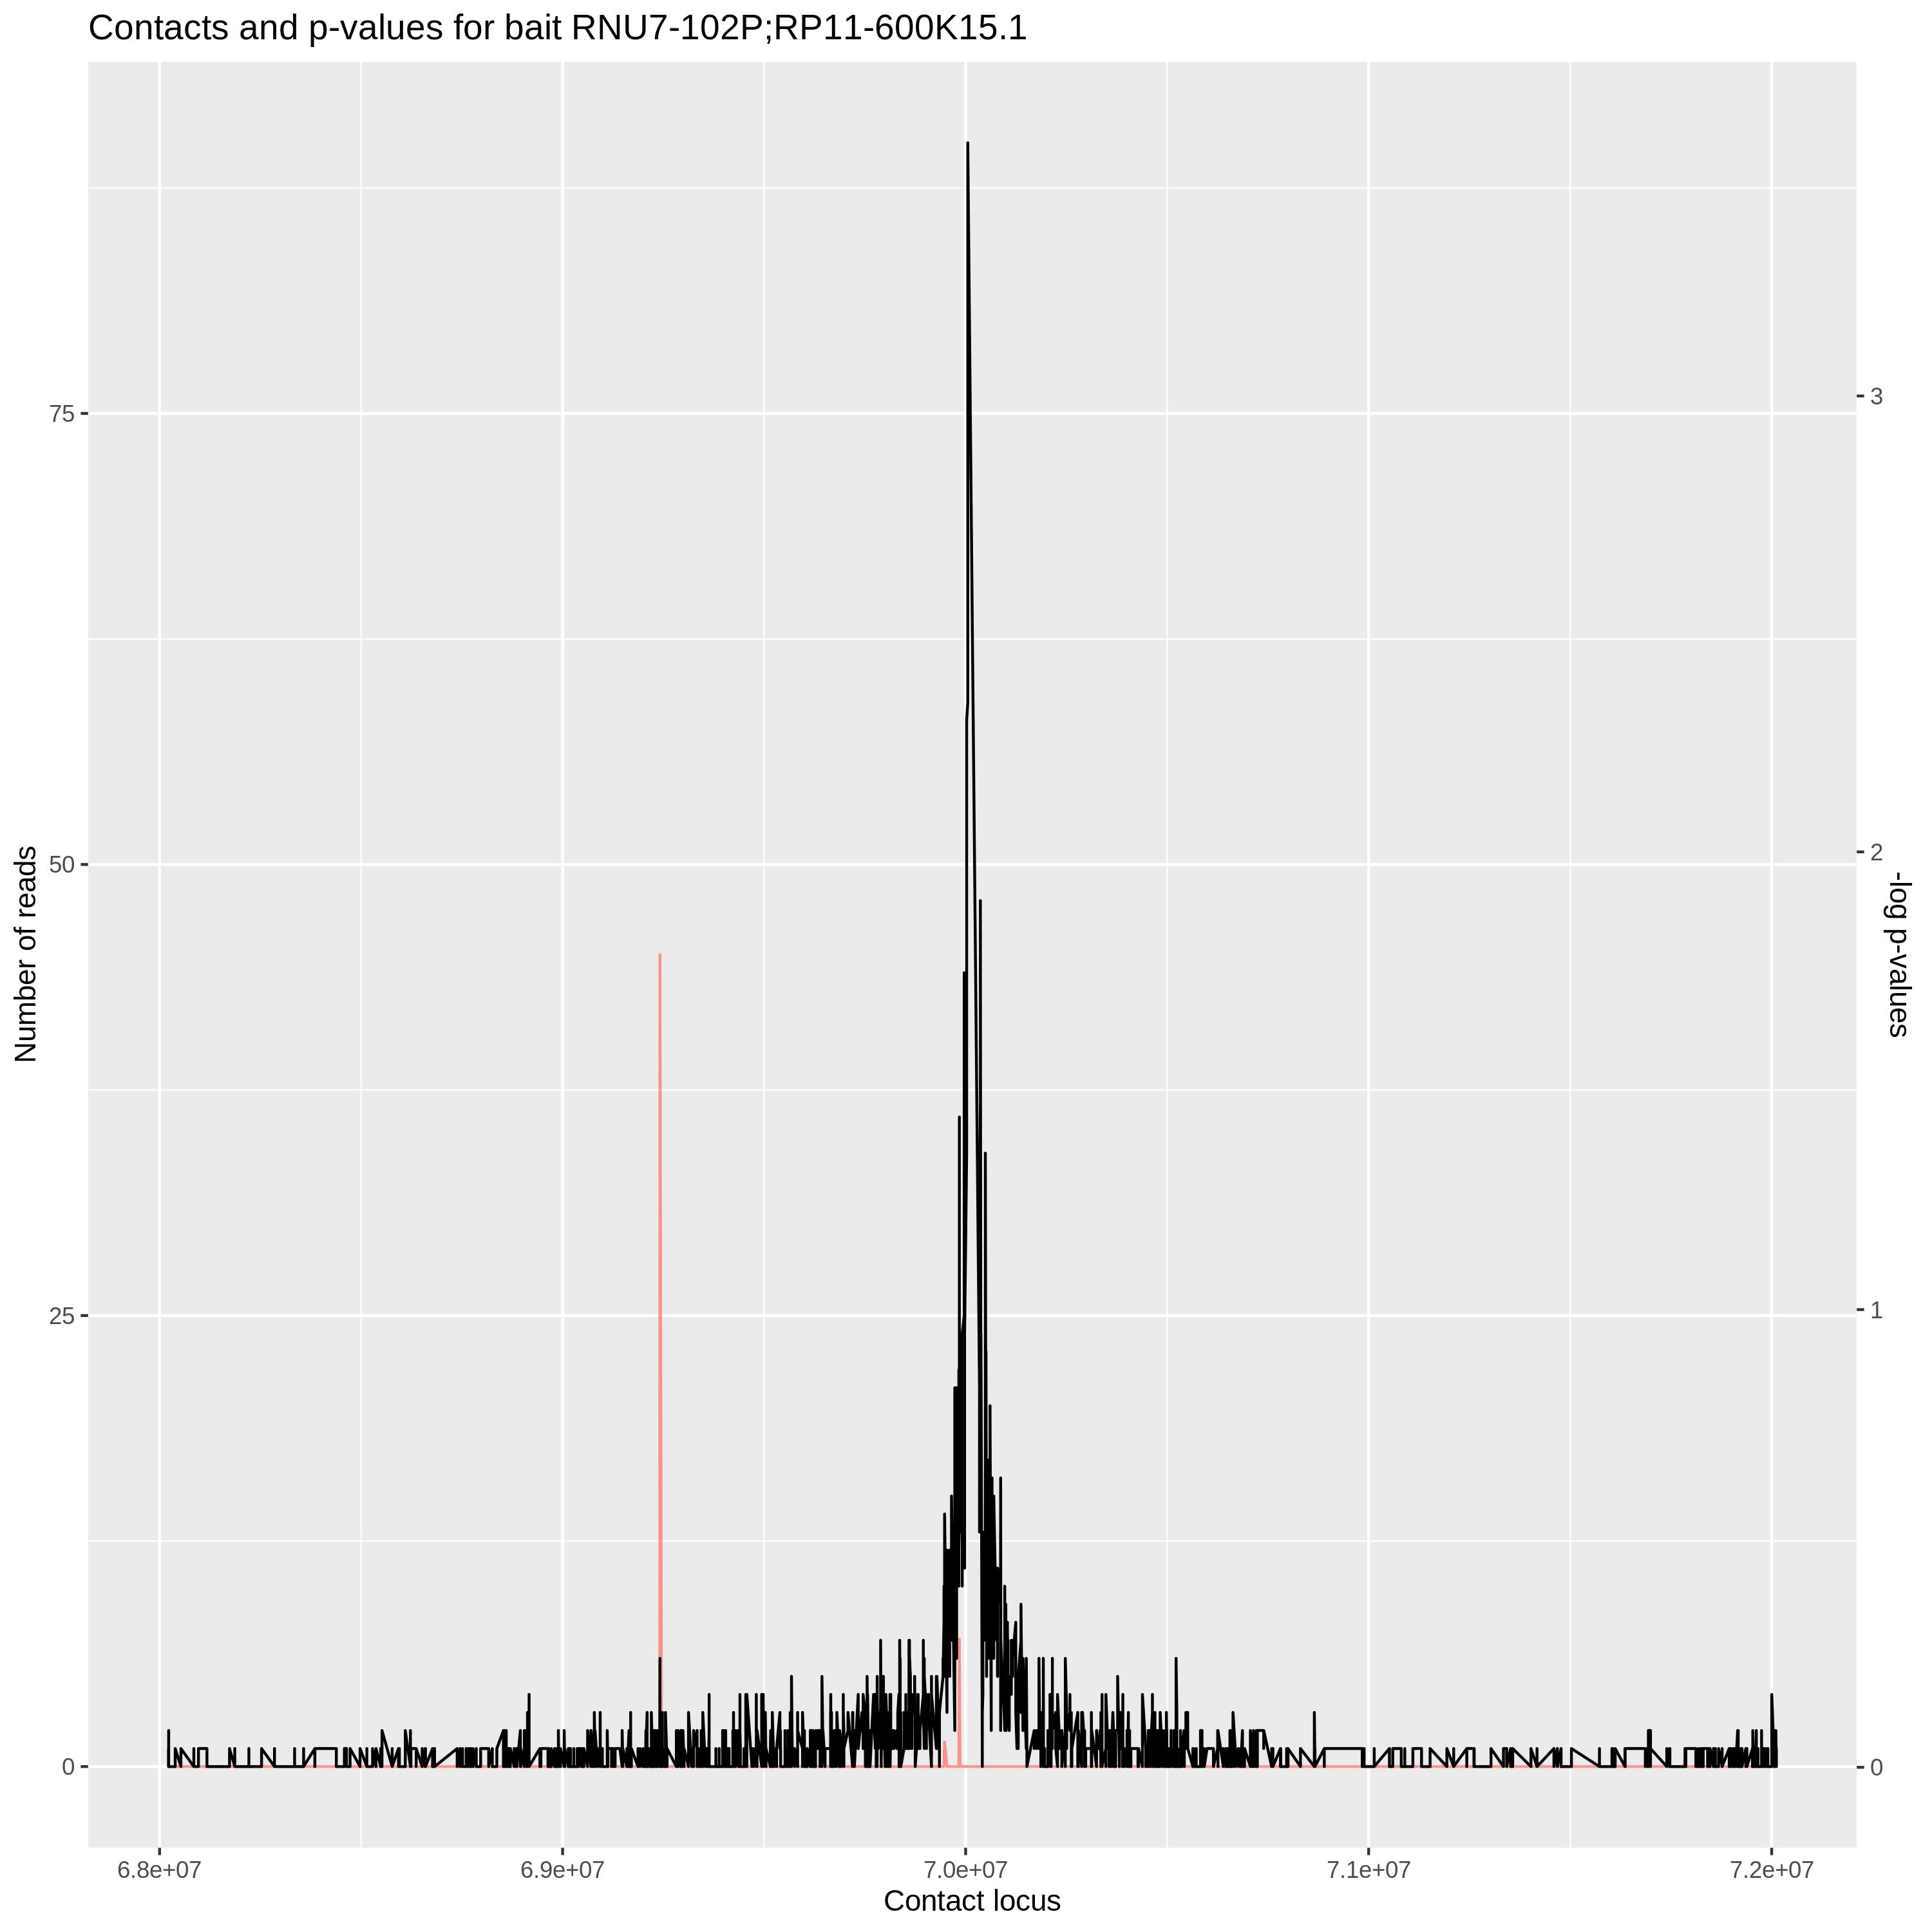 Contacts and p-values for bait RNU7-102P;RP11-600K15.1
75
50
25
0
3
2
1
0
Number of reads
-log p-values
6.8e+07 6.9e+07 7.0e+07 7.1e+07 7.2e+07
Contact locus